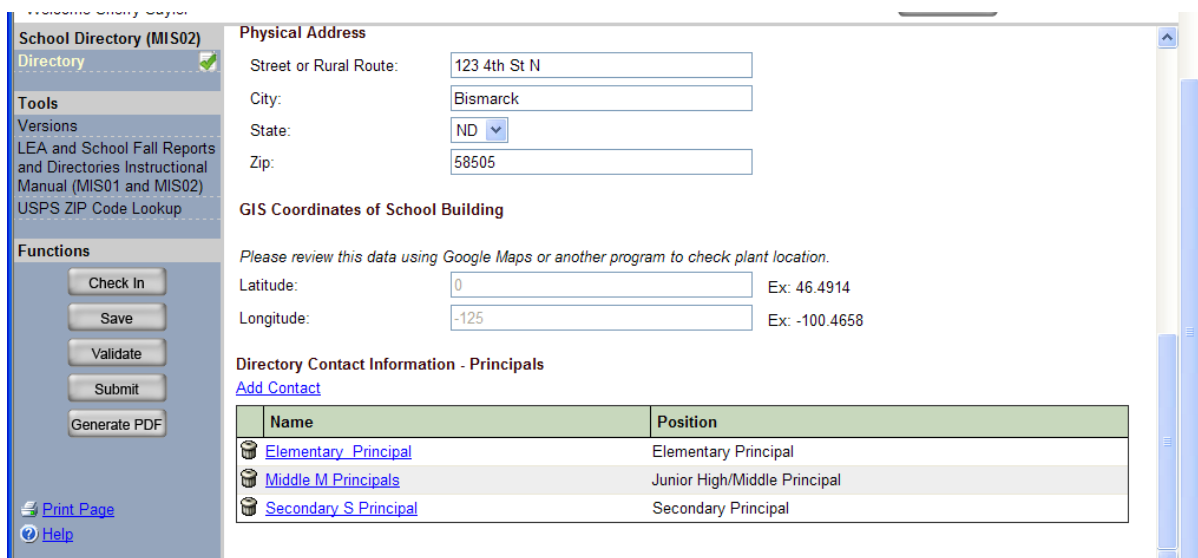 School Directory (MIS02)
Directory
Tools
Versions
LEA and School Fall Reports
and Directories Instructional
Manual (MIS01 and MIS02)
USPS ZIP Code Lookup
Functions
Check In
Save
Validate
Submit
Generate PDF
Print Page
Help
Physical Address
Street or Rural Route: 123 4th St N
City: Bismarck
State: ND
Zip: 58505
GIS Coordinates of School Building
Please review this data using Google Maps or another program to check plant location.
Latitude: 0 Ex: 46.4914
Longitude: -125 Ex: -100.4658
Directory Contact Information - Principals
Add Contact
Name Position
Elementary Principal Elementary Principal
Middle M Principals Junior High/Middle Principal
Secondary S Principal Secondary Principal